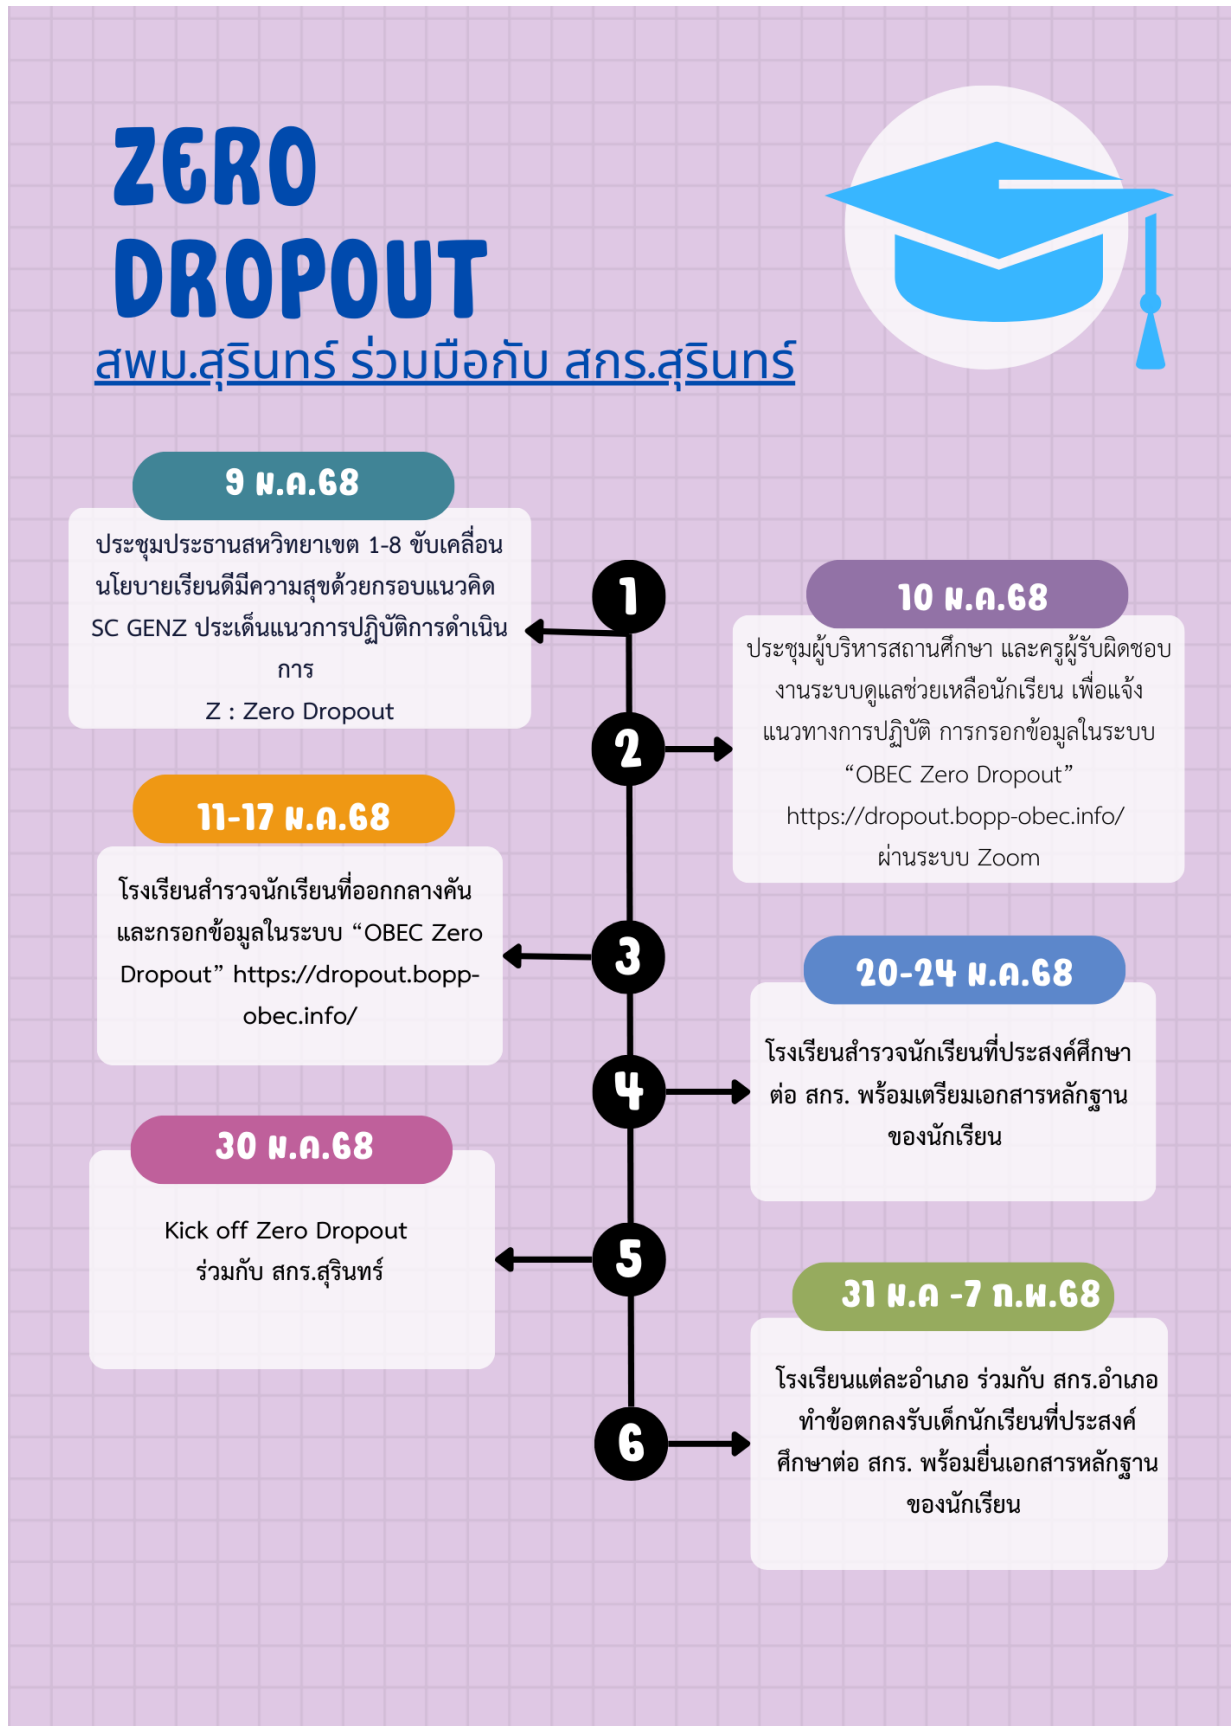 ZERO
DROPOUT
สพม.สุรินทร์ ร่วมมือกับ สกร.สุรินทร์
9 ม.ค.68
ประชุมประธานสหวิทยาเขต 1-8 ขับเคลื่อน
นโยบายเรียนดีมีความสุขด้วยกรอบแนวคิด
SC GENZ ประเด็นแนวการปฏิบัติการดำเนิน
การ
Z : Zero Dropout
1
10 ม.ค.68
ประชุมผู้บริหารสถานศึกษา และครูผู้รับผิดชอบ
งานระบบดูแลช่วยเหลือนักเรียน เพื่อแจ้ง
แนวทางการปฏิบัติ การกรอกข้อมูลในระบบ
“OBEC Zero Dropout”
https://dropout.bopp-obec.info/
ผ่านระบบ Zoom
2
11-17 ม.ค.68
โรงเรียนสำรวจนักเรียนที่ออกกลางคัน
และกรอกข้อมูลในระบบ “OBEC Zero
Dropout” https://dropout.bopp-
obec.info/
3
20-24 ม.ค.68
โรงเรียนสำรวจนักเรียนที่ประสงค์ศึกษา
ต่อ สกร. พร้อมเตรียมเอกสารหลักฐาน
ของนักเรียน
4
30 ม.ค.68
Kick off Zero Dropout
ร่วมกับ สกร.สุรินทร์
5
31 ม.ค -7 ก.พ.68
โรงเรียนแต่ละอำเภอ ร่วมกับ สกร.อำเภอ
ทำข้อตกลงรับเด็กนักเรียนที่ประสงค์
ศึกษาต่อ สกร. พร้อมยื่นเอกสารหลักฐาน
ของนักเรียน
6